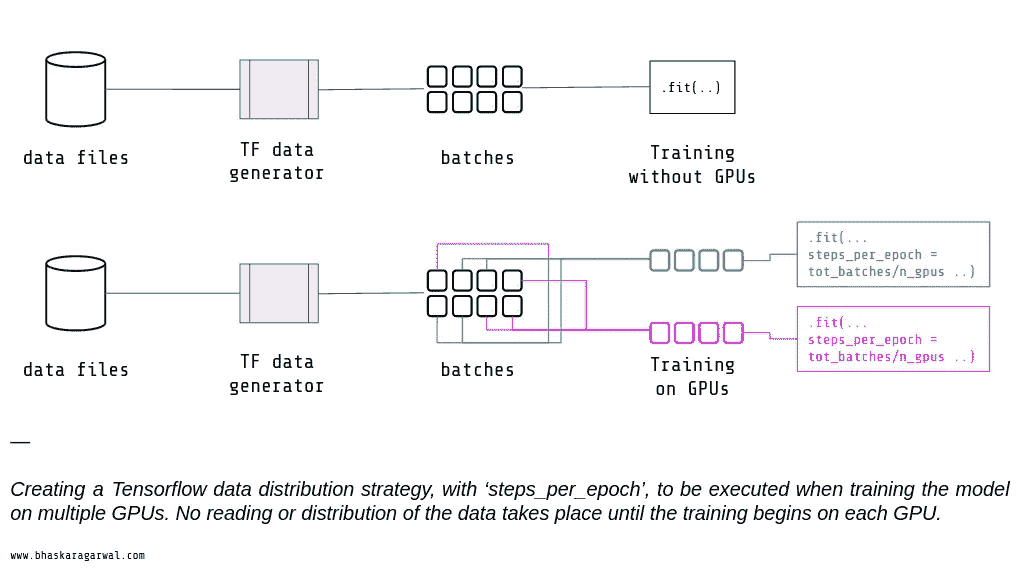 .fit(..)
data files
TF data
generator
batches
Training
without GPUs
.fit(...
steps_per_epoch =
tot_batches/n_gpus ..)
.fit(...
steps_per_epoch =
tot_batches/n_gpus ..)
data files
TF data
generator
batches
Training
on GPUs
—
Creating a Tensorflow data distribution strategy, with ‘steps_per_epoch’, to be executed when training the model
on multiple GPUs. No reading or distribution of the data takes place until the training begins on each GPU.
www.bhaskaragarwal.com